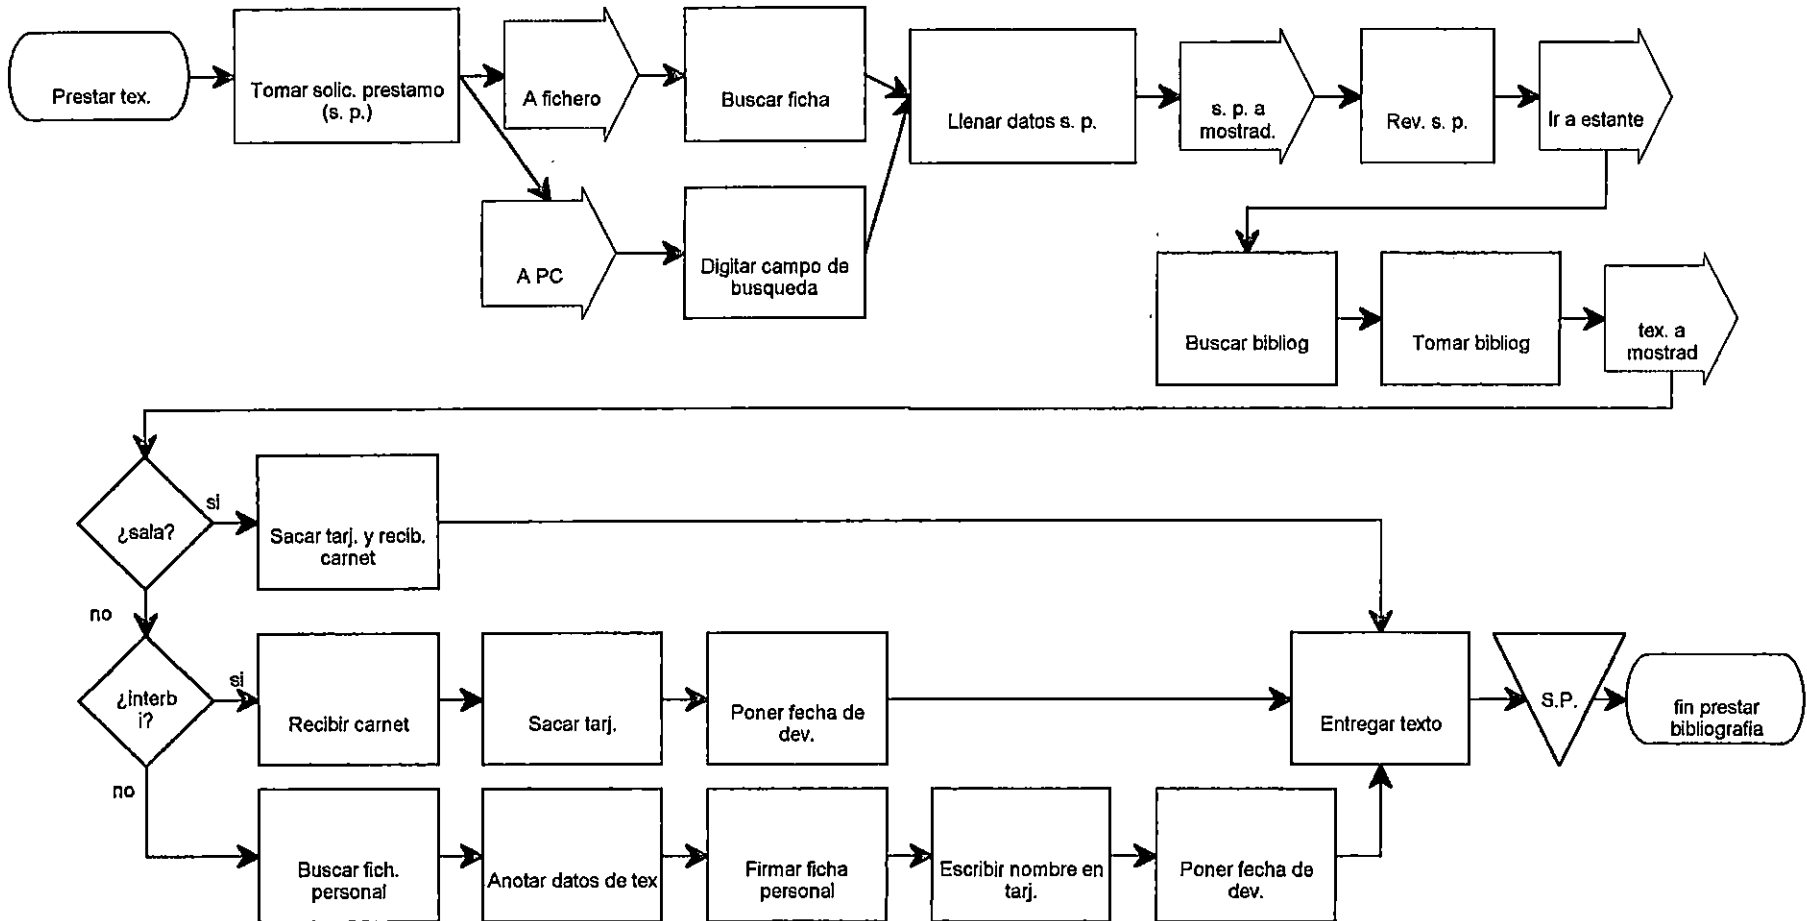 Prestar tex.
Tomar solic. prestamo
(s. p.)
A fichero
Buscar ficha
Llenar datos s. p.
s. p. a
mostrad.
Rev. s. p.
Ir a estante
A PC
Digitar campo de
busqueda
Buscar bibliog
Tomar bibliog
tex. a
mostrad
¿sala?
si
Sacar tarj. y recib.
carnet
no
¿interb
i?
si
Recibir carnet
Sacar tarj.
Poner fecha de
dev.
Entregar texto
S.P.
fin prestar
bibliografia
no
Buscar fich.
personal
Anotar datos de tex
Firmar ficha
personal
Escribir nombre en
tarj.
Poner fecha de
dev.